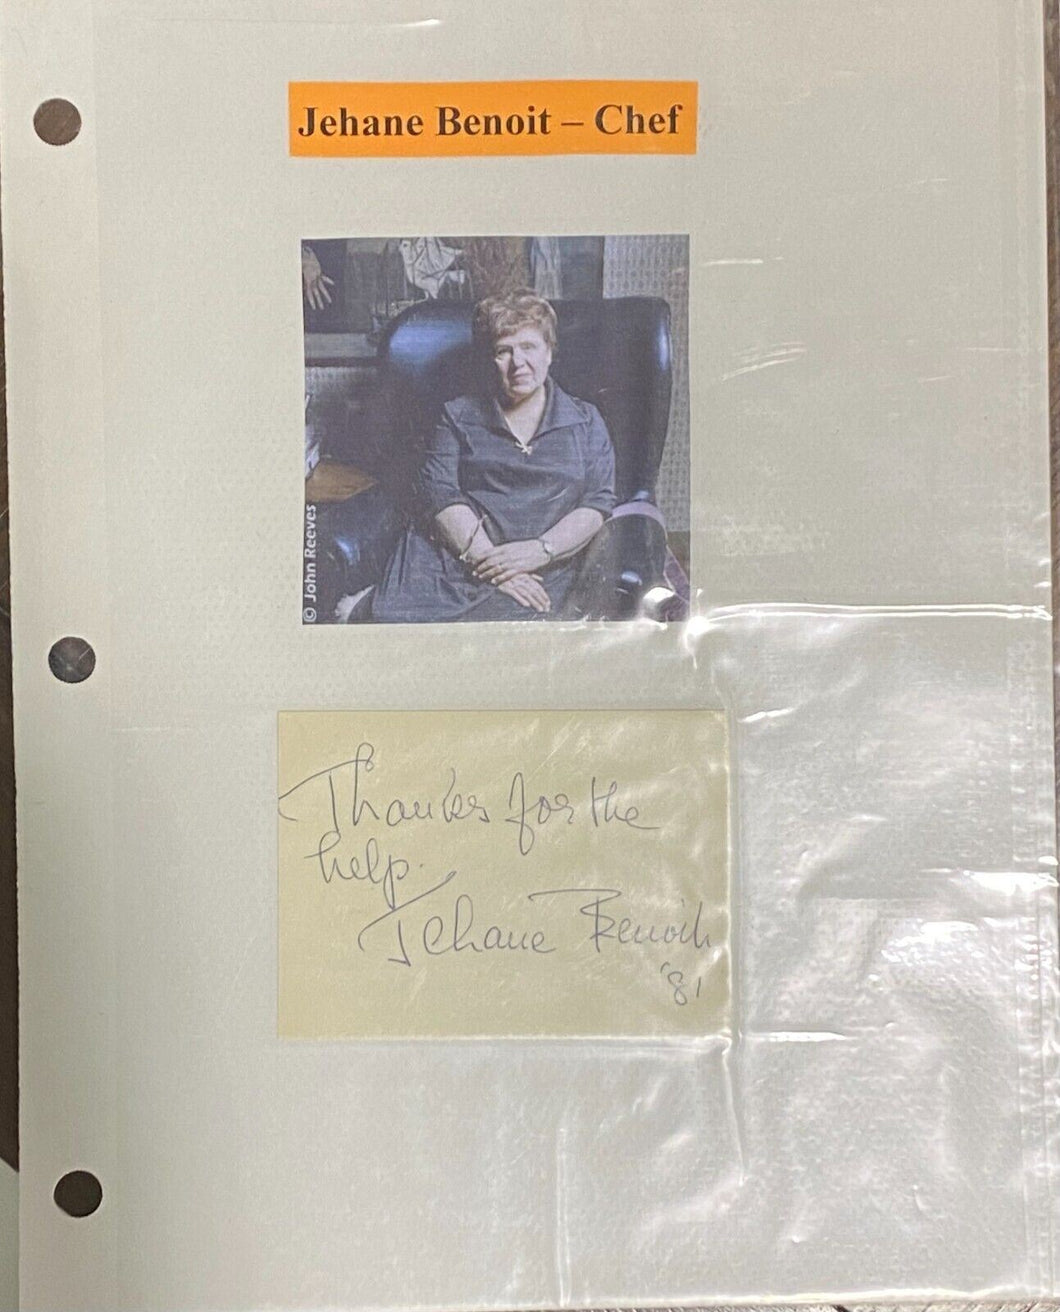 Jehane Benoit – Chef
© John Reeves
Thanks for the
help.
Jehane Benoit
'81